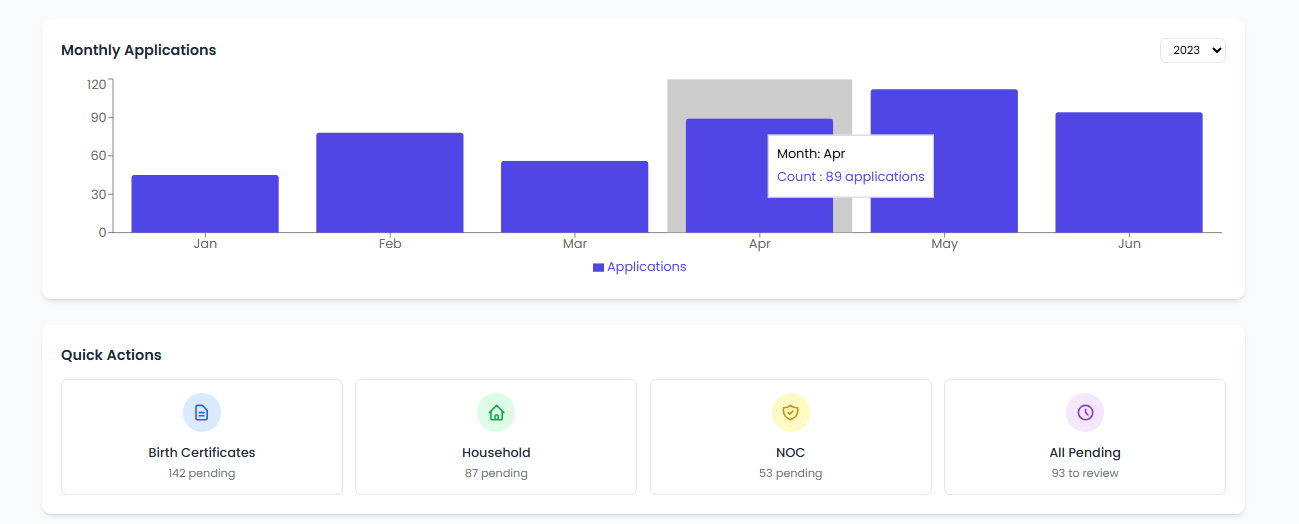 Monthly Applications
2023
120
90
60
30
0
Month: Apr
Count : 89 applications
Jan Feb Mar Apr May Jun
Applications
Quick Actions
Birth Certificates
142 pending
Household
87 pending
NOC
53 pending
All Pending
93 to review